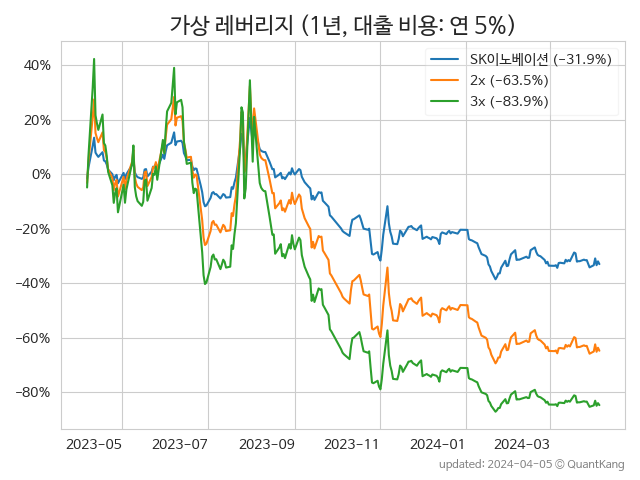 가상 레버리지 (1년, 대출 비용: 연 5%)
SK이노베이션 (−31.9%)
2x (−63.5%)
3x (−83.9%)
40%
20%
0%
−20%
−40%
−60%
−80%
2023-05
2023-07
2023-09
2023-11
2024-01
2024-03
updated: 2024-04-05 © QuantKang